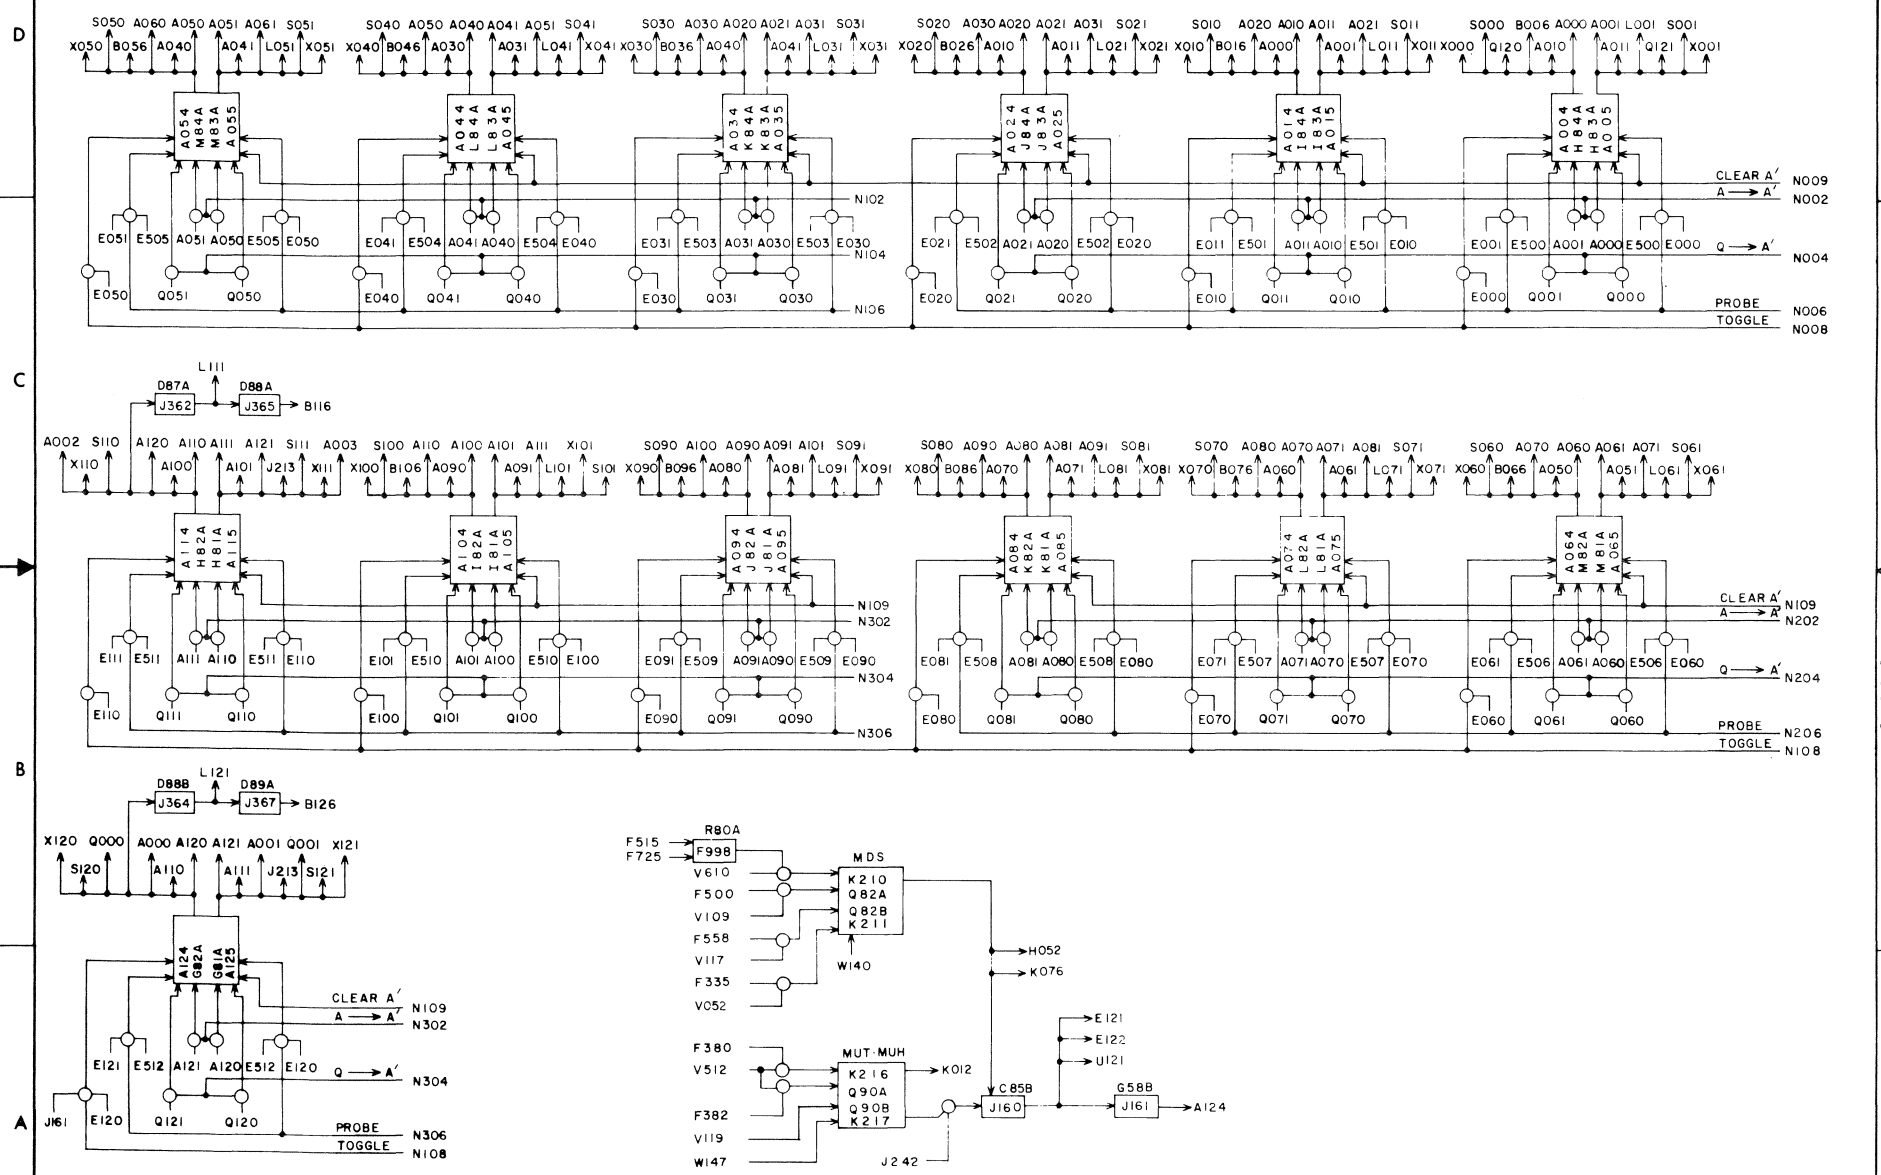 D
S050 A060 A050 A051 A061 S051 S040 A050 A040 A041 A051 S041 S030 A030 A020 A021 A031 S031 S020 A030 A020 A021 A031 S021 S010 A020 A010 A011 A021 S011 S000 B006 A000 A001 L001 S001
X050 B056 A040 A041 L051 X051 X040 B046 A030 A031 L041 X041 X030 B036 A040 A041 L031 X031 X020 B026 A010 A011 L021 X021 X010 B016 A000 A001 L011 X011 X000 Q120 A010 A011 Q121 X001
A054 M84A M83A A055
A044 L84A L83A A045
A034 K84A K83A A035
A024 J84A J83A A025
A014 I84A I83A A015
A004 H84A H83A A005
CLEAR A' N009
A → A' N002
N102
E051 E505 A051 A050 E505 E050 E041 E504 A041 A040 E504 E040 E031 E503 A031 A030 E503 E030 E021 E502 A021 A020 E502 E020 E011 E501 A011 A010 E501 E010 E001 E500 A001 A000 E500 E000
N104
Q → A' N004
E050 Q051 Q050 E040 Q041 Q040 E030 Q031 Q030 E020 Q021 Q020 E010 Q011 Q010 E000 Q001 Q000
N106
PROBE N006
TOGGLE N008
C
L111
D87A D88A
J362 J365 B116
A002 S110 A120 A110 A111 A121 S111 A003 S100 A110 A100 A101 A111 X101 S090 A100 A090 A091 A101 S091 S080 A090 A080 A081 A091 S081 S070 A080 A070 A071 A081 S071 S060 A070 A060 A061 A071 S061
X110 A100 A101 J213 X111 X100 B106 A090 A091 L101 S101 X090 B096 A080 A081 L091 X091 X080 B086 A070 A071 L081 X081 X070 B076 A060 A061 L071 X071 X060 B066 A050 A051 L061 X061
A114 H82A H81A A115
A104 I82A I81A A105
A094 J82A J81A A095
A084 K82A K81A A085
A074 L82A L81A A075
A064 M82A M81A A065
N109
CLEAR A' N109
N302
A → A' N202
E111 E511 A111 A110 E511 E110 E101 E510 A101 A100 E510 E100 E091 E509 A091 A090 E509 E090 E081 E508 A081 A080 E508 E080 E071 E507 A071 A070 E507 E070 E061 E506 A061 A060 E506 E060
N304
Q → A' N204
E110 Q111 Q110 E100 Q101 Q100 E090 Q091 Q090 E080 Q081 Q080 E070 Q071 Q070 E060 Q061 Q060
N306
PROBE N206
TOGGLE N108
B
L121
D88B D89A
J364 J367 B126
X120 Q000 A000 A120 A121 A001 Q001 X121
S120 A110 A111 J213 S121
A124 G82A G81A A125
CLEAR A' N109
A → A' N302
E121 E512 A121 A120 E512 E120
Q → A' N304
J161 E120 Q121 Q120
PROBE N306
TOGGLE N108
A
R80A
F515
F998
F725
MDS
V610
K210
F500
Q82A
V109
Q82B
K211
F558
V117
W140
F335
V052
H052
K076
F380
MUT-MUH
V512
K216
K012
Q90A
F382
Q90B
K217
V119
W147
J242
C85B
J160
E121
E122
U121
G58B
J161
A124